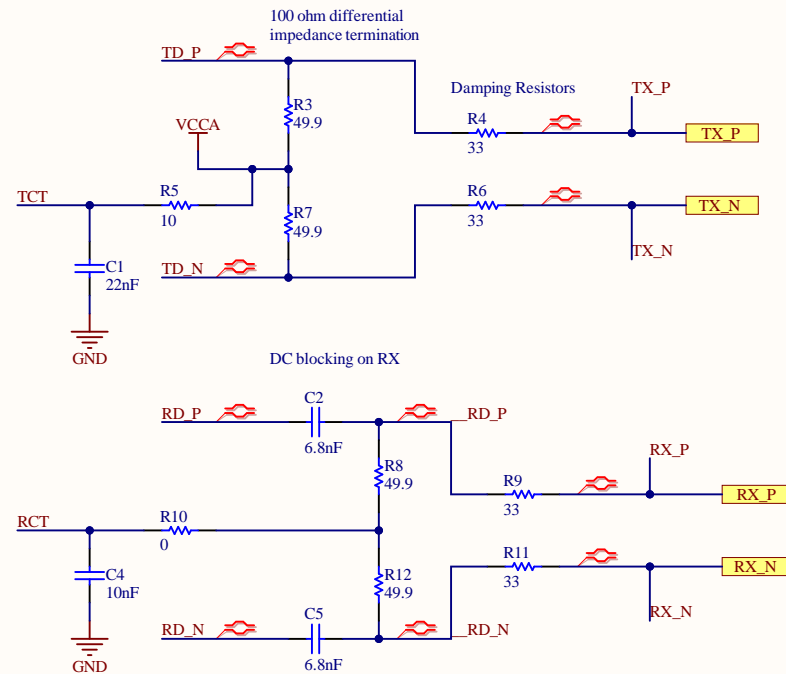 100 ohm differential
impedance termination
TD_P
Damping Resistors
TX_P
R3
49.9
R4
33
TX_P
VCCA
TCT
R5
10
R7
49.9
R6
33
TX_N
C1
22nF
TD_N
TX_N
GND
DC blocking on RX
C2
RD_P
6.8nF
__RD_P
R8
49.9
RX_P
R9
33
RX_P
RCT
R10
0
R11
33
RX_N
C4
10nF
R12
49.9
C5
RD_N
6.8nF
__RD_N
RX_N
GND